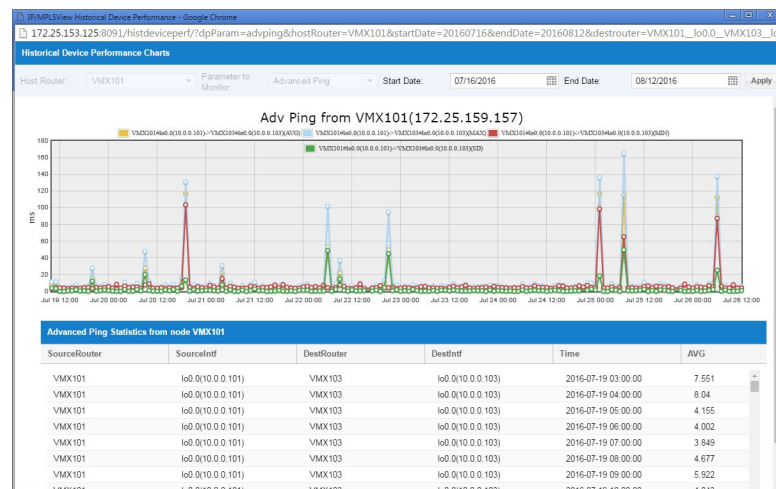 IP/MPLSView Historical Device Performance - Google Chrome
172.25.153.125:8091/histdeviceperf/?dpParam=advping&hostRouter=VMX101&startDate=20160716&endDate=20160812&destrouter=VMX101__lo0.0__VMX103__lo
Historical Device Performance Charts
Host Router: VMX101 Parameter to Monitor: Advanced Ping Start Date: 07/16/2016 End Date: 08/12/2016 Apply
Adv Ping from VMX101(172.25.159.157)
VMX101#lo0.0(10.0.0.101)->VMX103#lo0.0(10.0.0.103)(AVG) VMX101#lo0.0(10.0.0.101)->VMX103#lo0.0(10.0.0.103)(MAX) VMX101#lo0.0(10.0.0.101)->VMX103#lo0.0(10.0.0.103)(MIN)
VMX101#lo0.0(10.0.0.101)->VMX103#lo0.0(10.0.0.103)(SD)
180
160
140
120
100
80
60
40
20
0
ms
Jul 19 12:00 Jul 20 00:00 Jul 20 12:00 Jul 21 00:00 Jul 21 12:00 Jul 22 00:00 Jul 22 12:00 Jul 23 00:00 Jul 23 12:00 Jul 24 00:00 Jul 24 12:00 Jul 25 00:00 Jul 25 12:00 Jul 26 00:00 Jul 26 12:00
Advanced Ping Statistics from node VMX101
SourceRouter SourceIntf DestRouter DestIntf Time AVG
VMX101 lo0.0(10.0.0.101) VMX103 lo0.0(10.0.0.103) 2016-07-19 03:00:00 7.551
VMX101 lo0.0(10.0.0.101) VMX103 lo0.0(10.0.0.103) 2016-07-19 04:00:00 8.04
VMX101 lo0.0(10.0.0.101) VMX103 lo0.0(10.0.0.103) 2016-07-19 05:00:00 4.155
VMX101 lo0.0(10.0.0.101) VMX103 lo0.0(10.0.0.103) 2016-07-19 06:00:00 4.002
VMX101 lo0.0(10.0.0.101) VMX103 lo0.0(10.0.0.103) 2016-07-19 07:00:00 3.849
VMX101 lo0.0(10.0.0.101) VMX103 lo0.0(10.0.0.103) 2016-07-19 08:00:00 4.677
VMX101 lo0.0(10.0.0.101) VMX103 lo0.0(10.0.0.103) 2016-07-19 09:00:00 5.922